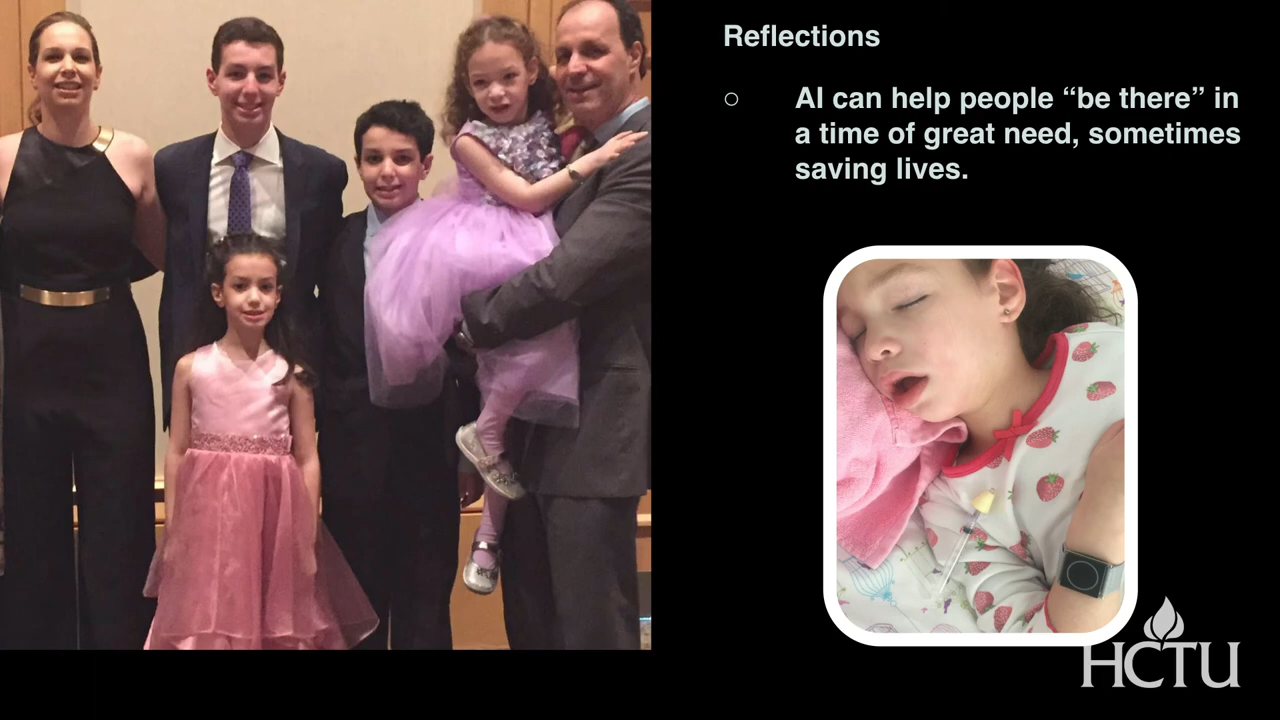 Reflections
○ AI can help people “be there” in
a time of great need, sometimes
saving lives.
HCTU